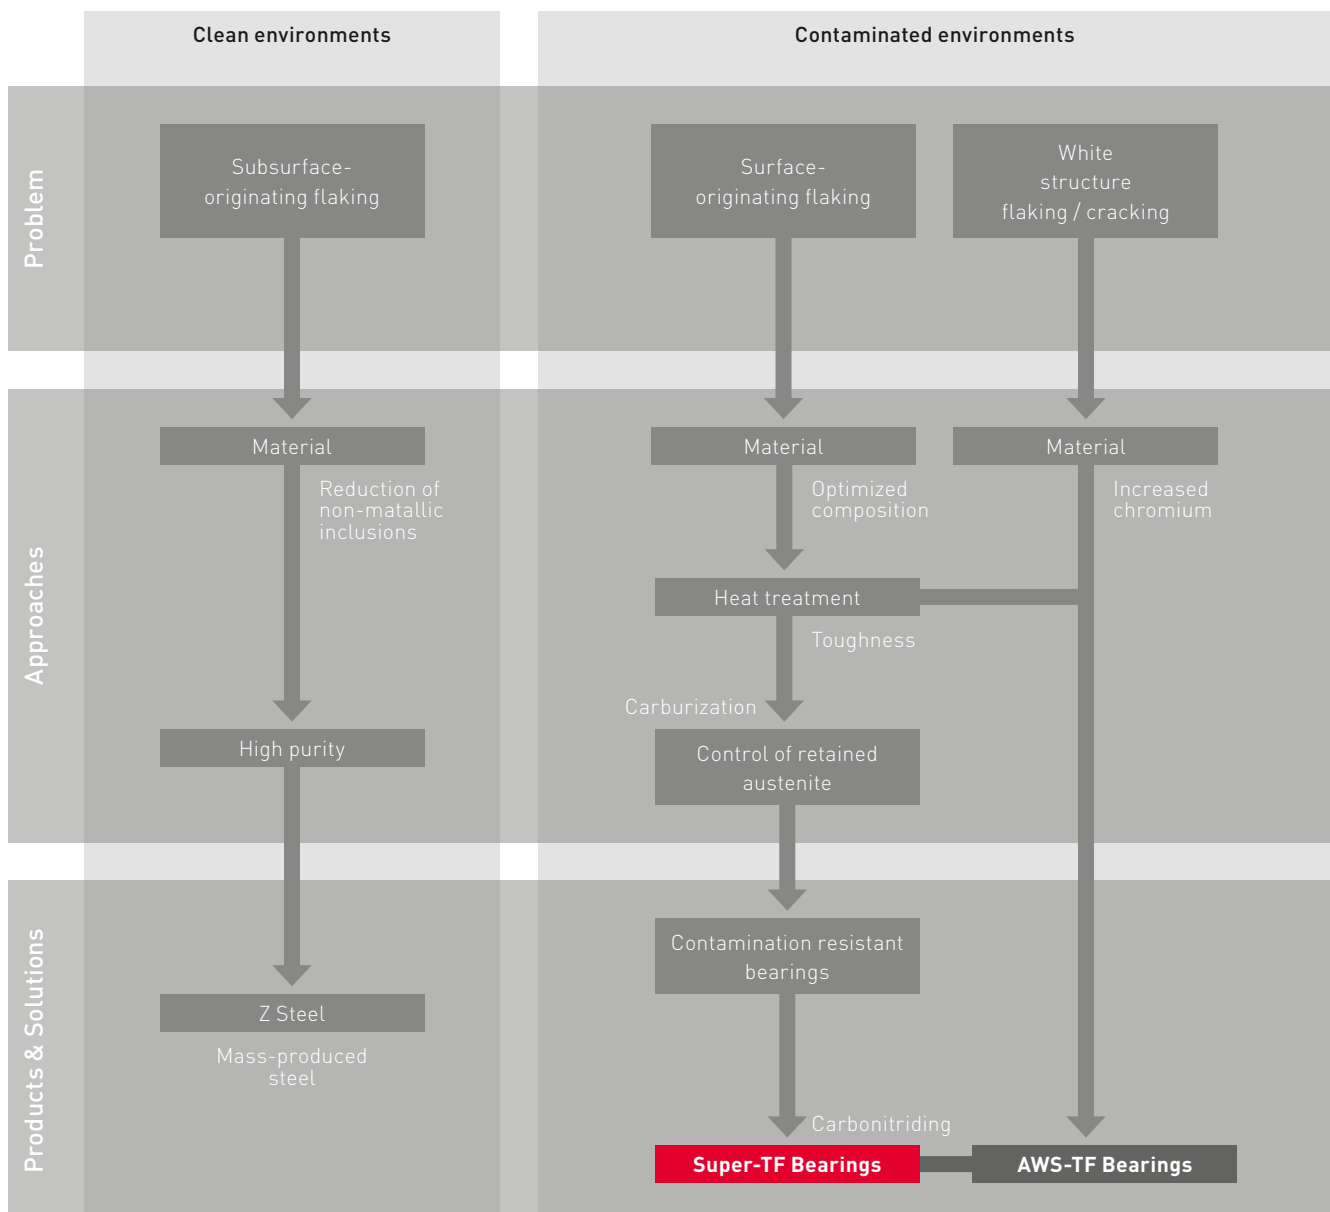 Clean environments
Contaminated environments
Problem
Subsurface-
originating flaking
Surface-
originating flaking
White
structure
flaking / cracking
Approaches
Material
Reduction of
non-matallic
inclusions
High purity
Material
Optimized
composition
Heat treatment
Toughness
Carburization
Control of retained
austenite
Material
Increased
chromium
Products & Solutions
Z Steel
Mass-produced
steel
Contamination resistant
bearings
Carbonitriding
Super-TF Bearings
AWS-TF Bearings